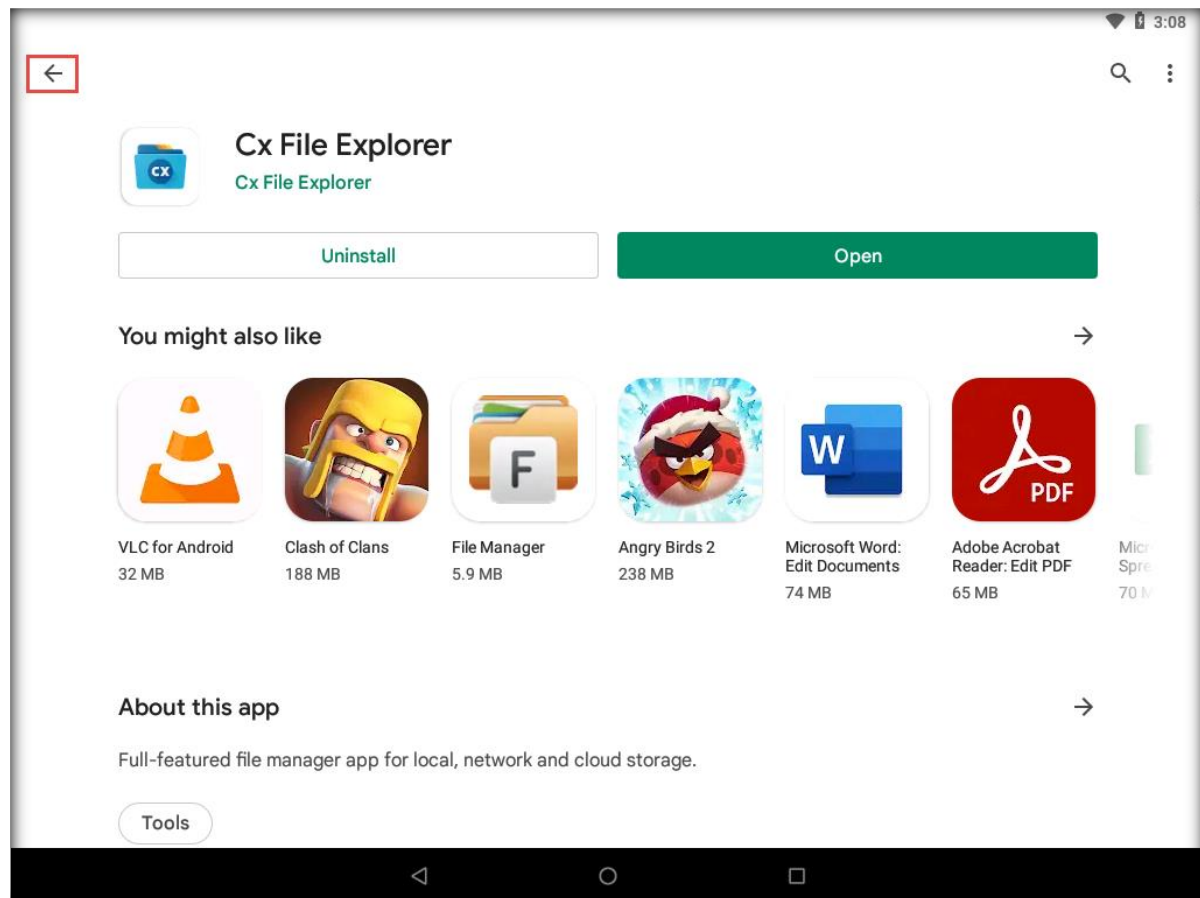 3:08
CX
Cx File Explorer
Cx File Explorer
Uninstall
Open
You might also like
F
W
PDF
VLC for Android
32 MB
Clash of Clans
188 MB
File Manager
5.9 MB
Angry Birds 2
238 MB
Microsoft Word:
Edit Documents
74 MB
Adobe Acrobat
Reader: Edit PDF
65 MB
70
About this app
Full-featured file manager app for local, network and cloud storage.
Tools